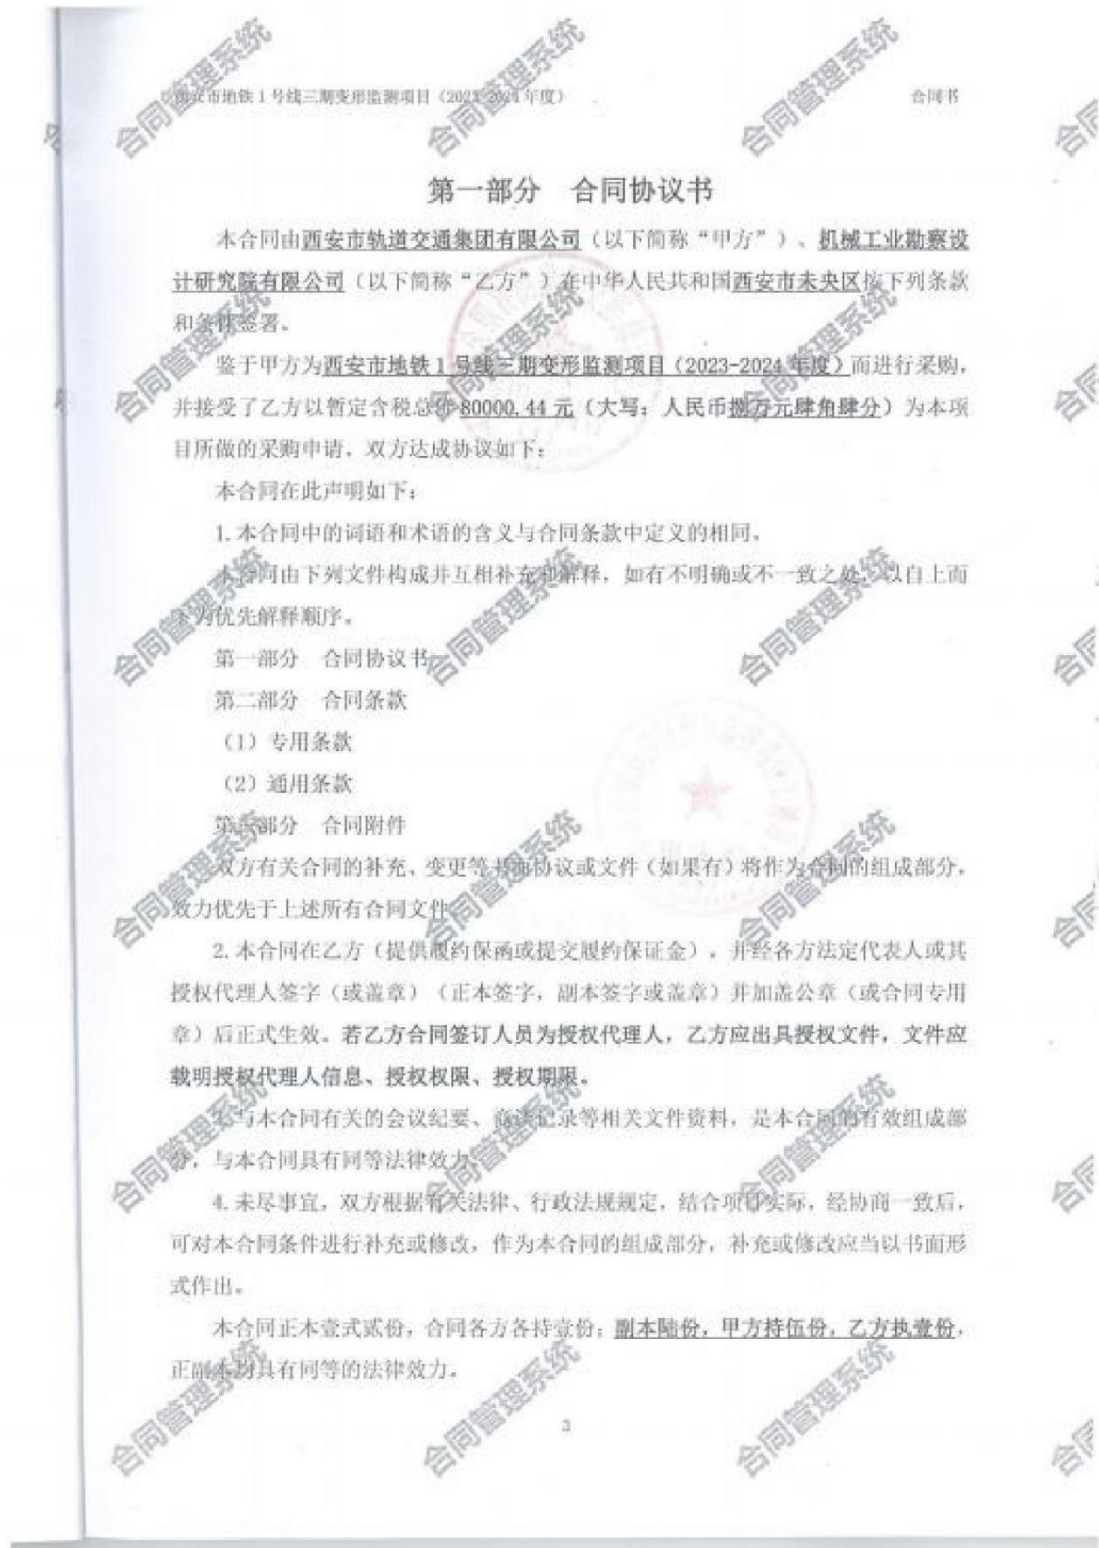 西安市地铁1号线三期变形监测项目（2023-2024年度） 合同书
第一部分 合同协议书
本合同由西安市轨道交通集团有限公司（以下简称“甲方”）、机械工业勘察设
计研究院有限公司（以下简称“乙方”）在中华人民共和国西安市未央区按下列条款
和条件签署。
鉴于甲方为西安市地铁1号线三期变形监测项目（2023-2024年度）而进行采购，
并接受了乙方以暂定含税总价80000.44元（大写：人民币捌万元肆角肆分）为本项
目所做的采购申请。双方达成协议如下：
本合同在此声明如下：
1.本合同中的词语和术语的含义与合同条款中定义的相同。
本合同由下列文件构成并互相补充和解释，如有不明确或不一致之处，以自上而
下为优先解释顺序。
第一部分 合同协议书
第二部分 合同条款
（1）专用条款
（2）通用条款
第三部分 合同附件
双方有关合同的补充、变更等书面协议或文件（如果有）将作为合同的组成部分，
效力优先于上述所有合同文件。
2.本合同在乙方（提供履约保函或提交履约保证金），并经各方法定代表人或其
授权代理人签字（或盖章）（正本签字，副本签字或盖章）并加盖公章（或合同专用
章）后正式生效。若乙方合同签订人员为授权代理人，乙方应出具授权文件，文件应
载明授权代理人信息、授权权限、授权期限。
3.与本合同有关的会议纪要、商谈记录等相关文件资料，是本合同的有效组成部
分，与本合同具有同等法律效力。
4.未尽事宜，双方根据有关法律、行政法规规定，结合项目实际，经协商一致后，
可对本合同条件进行补充或修改，作为本合同的组成部分，补充或修改应当以书面形
式作出。
本合同正本壹式贰份，合同各方各持壹份；副本陆份，甲方持伍份，乙方执壹份，
正副本均具有同等的法律效力。
3
合同管理系统